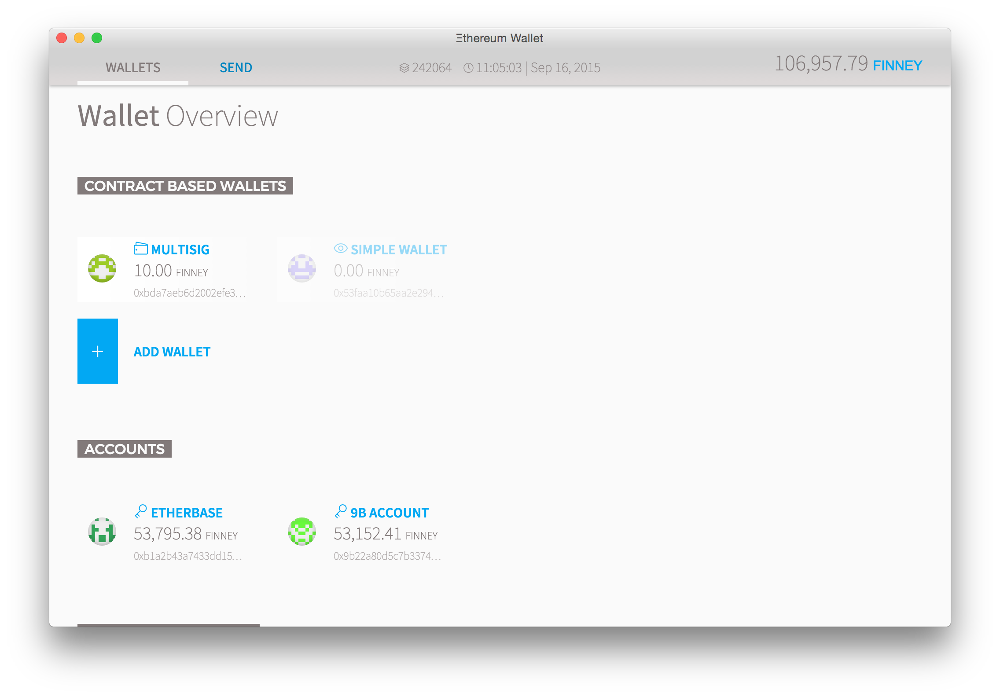 Ξthereum Wallet
WALLETS SEND 242064 11:05:03 | Sep 16, 2015 106,957.79 FINNEY
Wallet Overview
CONTRACT BASED WALLETS
MULTISIG
10.00 FINNEY
0xbda7aeb6d2002efe3...
SIMPLE WALLET
0.00 FINNEY
0x53faa10b65aa2e294...
ADD WALLET
ACCOUNTS
ETHERBASE
53,795.38 FINNEY
0xb1a2b43a7433dd15...
9B ACCOUNT
53,152.41 FINNEY
0x9b22a80d5c7b3374...